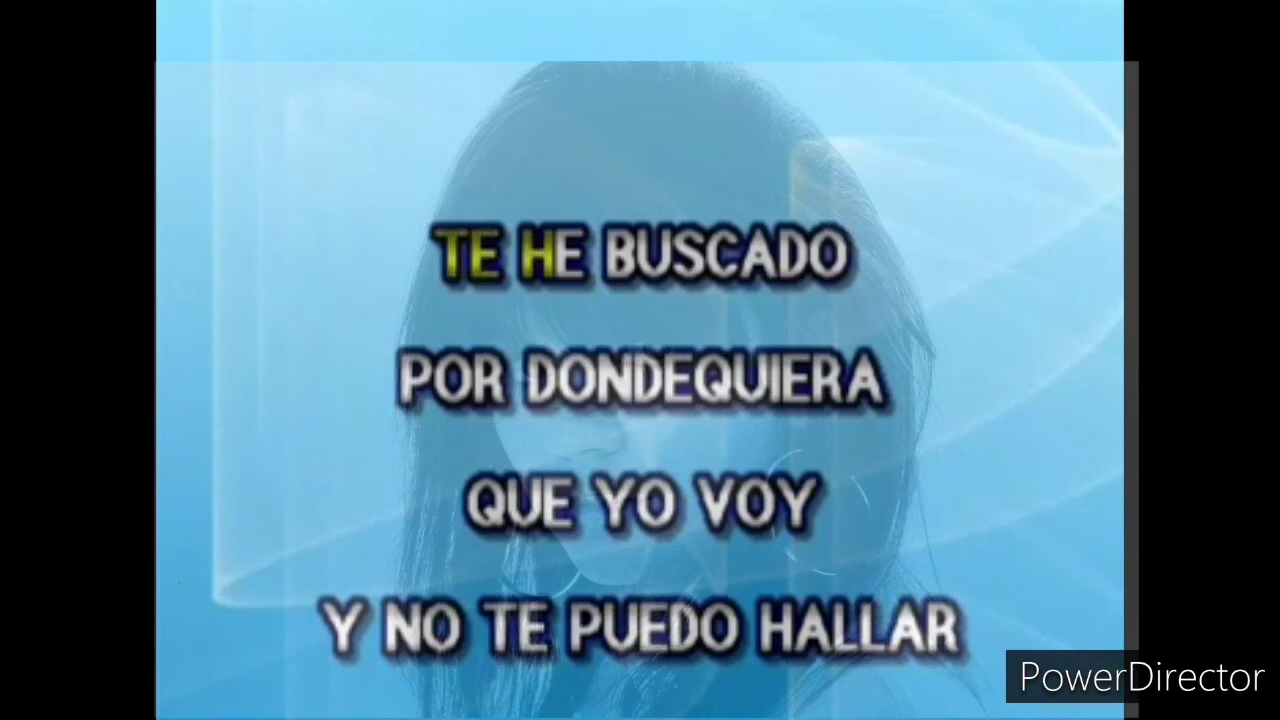 TE HE BUSCADO
POR DONDEQUIERA
QUE YO VOY
Y NO TE PUEDO HALLAR
PowerDirector